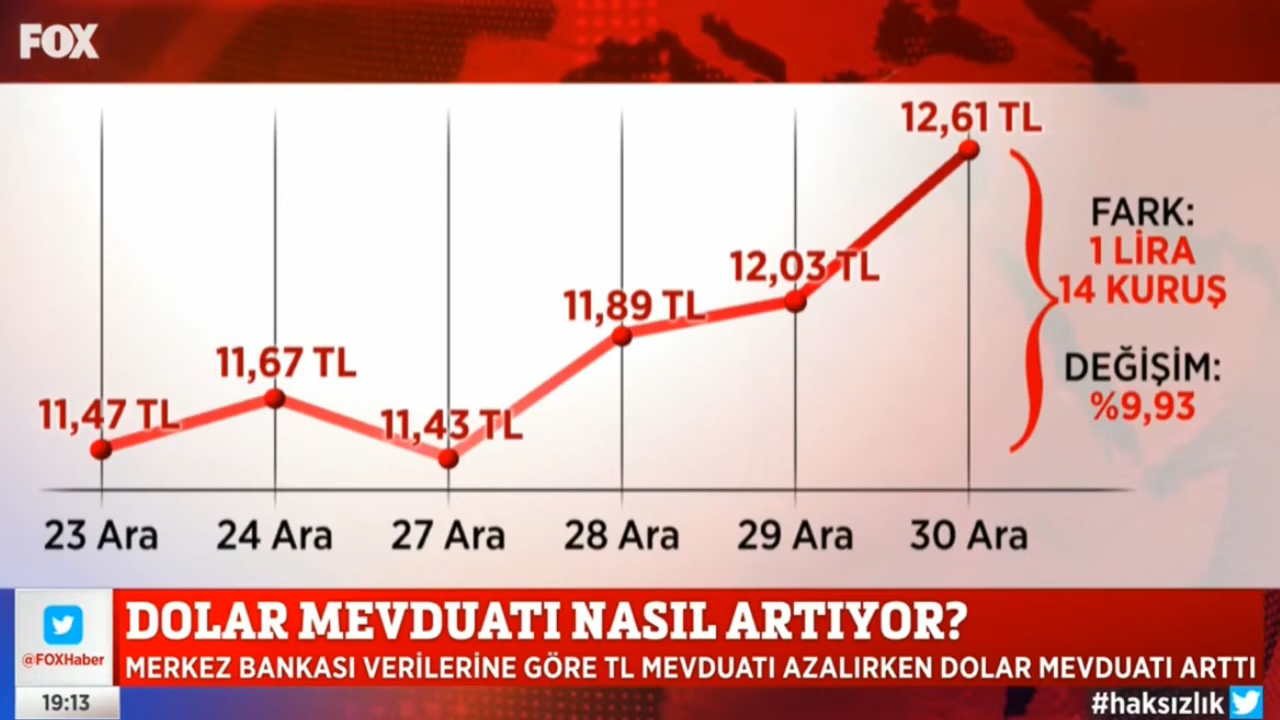 FOX
12,61 TL
12,03 TL
11,89 TL
11,67 TL
11,47 TL
11,43 TL
FARK:
1 LİRA
14 KURUŞ
DEĞİŞİM:
%9,93
23 Ara 24 Ara 27 Ara 28 Ara 29 Ara 30 Ara
DOLAR MEVDUATI NASIL ARTIYOR?
@FOXHaber
MERKEZ BANKASI VERİLERİNE GÖRE TL MEVDUATI AZALIRKEN DOLAR MEVDUATI ARTTI
19:13
#haksızlık